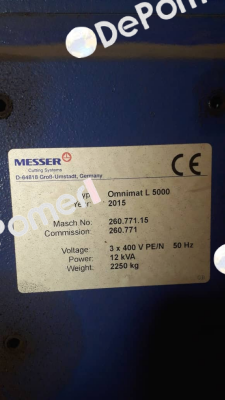 DePom
MESSER
Cutting Systems
D-64818 Groß-Umstadt, Germany
CE
Omnimat L 5000
2015
Masch No. 260.771.15
Commission: 260.771
Voltage: 3 x 400 V PE/N 50 Hz
Power: 12 kVA
Weight: 2250 kg